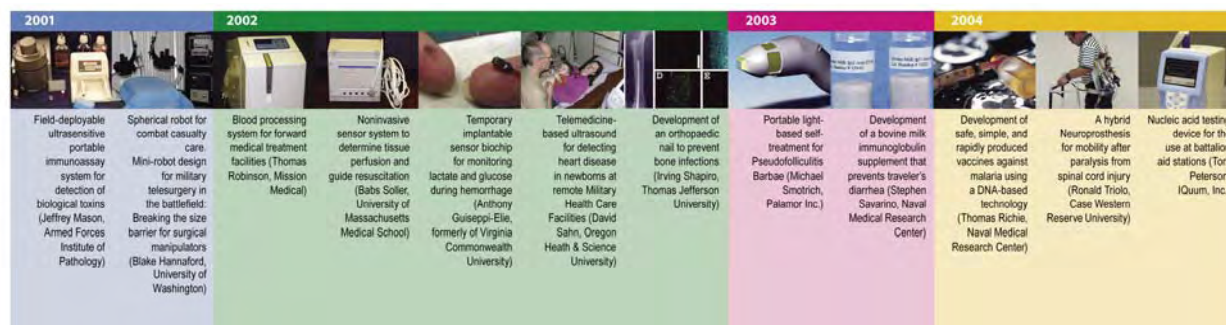 2001
Field-deployable
ultrasensitive
portable
immunoassay
system for
detection of
biological toxins
(Jeffrey Mason,
Armed Forces
Institute of
Pathology)
Spherical robot for
combat casualty
care.
Mini-robot design
for military
telesurgery in
the battlefield:
Breaking the size
barrier for surgical
manipulators
(Blake Hannaford,
University of
Washington)
2002
Blood processing
system for forward
medical treatment
facilities (Thomas
Robinson, Mission
Medical)
Noninvasive
sensor system to
determine tissue
perfusion and
guide resuscitation
(Babs Soller,
University of
Massachusetts
Medical School)
Temporary
implantable
sensor biochip
for monitoring
lactate and glucose
during hemorrhage
(Anthony
Guiseppi-Elie,
formerly of Virginia
Commonwealth
University)
Telemedicine-
based ultrasound
for detecting
heart disease
in newborns at
remote Military
Health Care
Facilities (David
Sahn, Oregon
Heath & Science
University)
D
E
Development of
an orthopaedic
nail to prevent
bone infections
(Irving Shapiro,
Thomas Jefferson
University)
2003
Portable light-
based self-
treatment for
Pseudofolliculitis
Barbae (Michael
Smotrich,
Palamor Inc.)
Development
of a bovine milk
immunoglobulin
supplement that
prevents traveler's
diarrhea (Stephen
Savarino, Naval
Medical Research
Center)
2004
Development of
safe, simple, and
rapidly produced
vaccines against
malaria using
a DNA-based
technology
(Thomas Richie,
Naval Medical
Research Center)
A hybrid
Neuroprosthesis
for mobility after
paralysis from
spinal cord injury
(Ronald Triolo,
Case Western
Reserve University)
Nucleic acid testing
device for the
use at battalion
aid stations (Tom
Peterson,
IQuum, Inc.